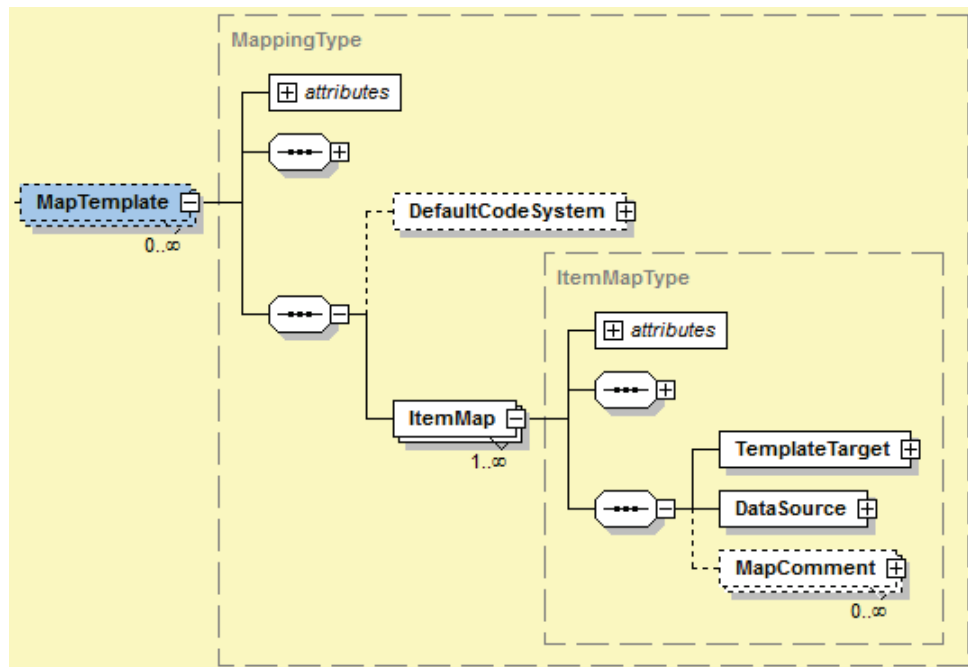 MappingType
attributes
MapTemplate
0..∞
DefaultCodeSystem
ItemMapType
attributes
ItemMap
1..∞
TemplateTarget
DataSource
MapComment
0..∞